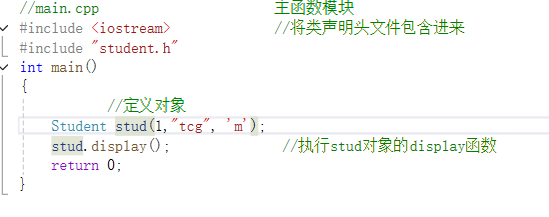 //main.cpp 主函数模块
#include <iostream> //将类声明头文件包含进来
#include "student.h"
int main()
{
//定义对象
Student stud(1,"tcg", 'm');
stud.display(); //执行stud对象的display函数
return 0;
}